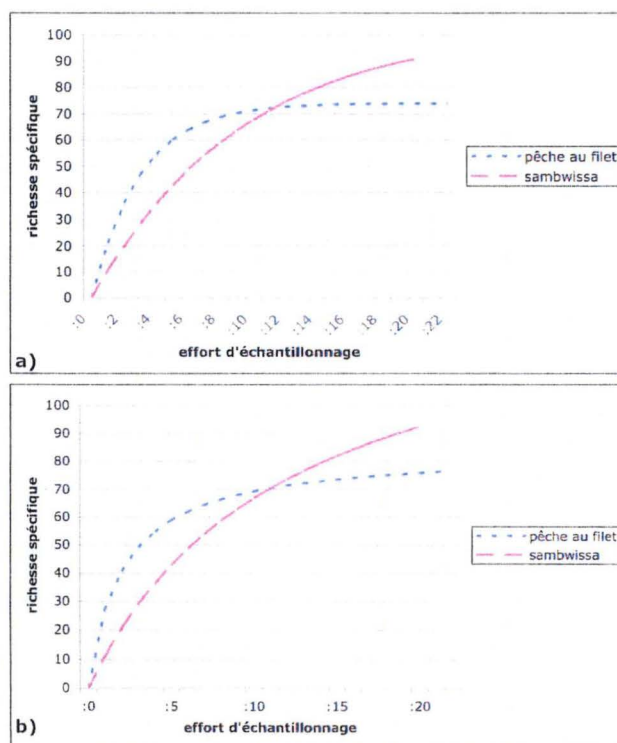 100
90
80
70
60
50
40
30
20
10
0
richesse spécifique
:0 :2 :4 :6 :8 :10 :12 :14 :16 :18 :20 :22
effort d'échantillonnage
pêche au filet
sambwissa
a)
100
90
80
70
60
50
40
30
20
10
0
richesse spécifique
:0 :5 :10 :15 :20
effort d'échantillonnage
pêche au filet
sambwissa
b)